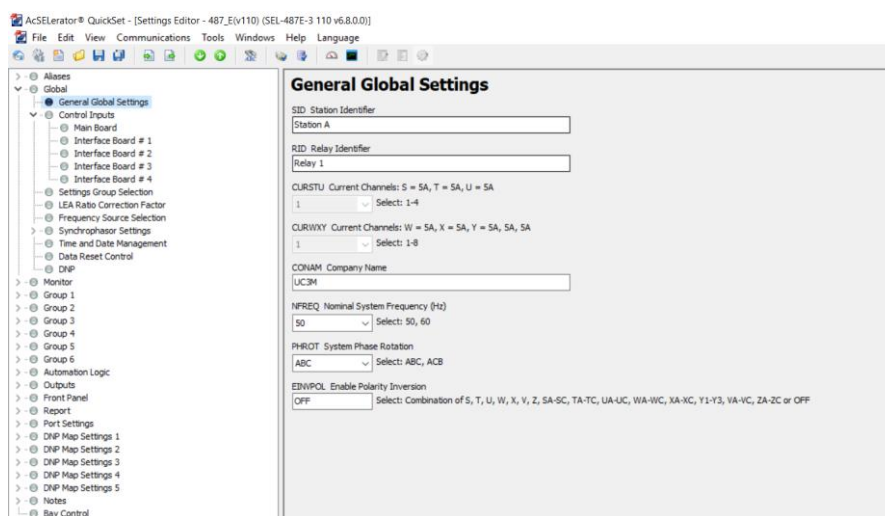 AcSELerator® QuickSet - [Settings Editor - 487_E(v110) (SEL-487E-3 110 v6.8.0.0)]
File Edit View Communications Tools Windows Help Language
Aliases
Global
General Global Settings
Control Inputs
Main Board
Interface Board # 1
Interface Board # 2
Interface Board # 3
Interface Board # 4
Settings Group Selection
LEA Ratio Correction Factor
Frequency Source Selection
Synchrophasor Settings
Time and Date Management
Data Reset Control
DNP
Monitor
Group 1
Group 2
Group 3
Group 4
Group 5
Group 6
Automation Logic
Outputs
Front Panel
Report
Port Settings
DNP Map Settings 1
DNP Map Settings 2
DNP Map Settings 3
DNP Map Settings 4
DNP Map Settings 5
Notes
Bay Control
General Global Settings
SID Station Identifier
Station A
RID Relay Identifier
Relay 1
CURSTU Current Channels: S = 5A, T = 5A, U = 5A
1 Select: 1-4
CURWXY Current Channels: W = 5A, X = 5A, Y = 5A, 5A, 5A
1 Select: 1-8
CONAM Company Name
UC3M
NFREQ Nominal System Frequency (Hz)
50 Select: 50, 60
PHROT System Phase Rotation
ABC Select: ABC, ACB
EINVPOL Enable Polarity Inversion
OFF Select: Combination of S, T, U, W, X, V, Z, SA-SC, TA-TC, UA-UC, WA-WC, XA-XC, Y1-Y3, VA-VC, ZA-ZC or OFF